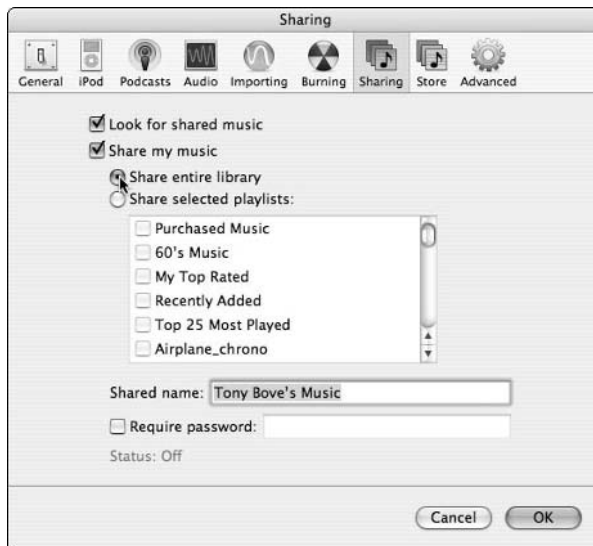 Sharing
General iPod Podcasts Audio Importing Burning Sharing Store Advanced
Look for shared music
Share my music
Share entire library
Share selected playlists:
Purchased Music
60's Music
My Top Rated
Recently Added
Top 25 Most Played
Airplane_chrono
Shared name: Tony Bove's Music
Require password:
Status: Off
Cancel OK